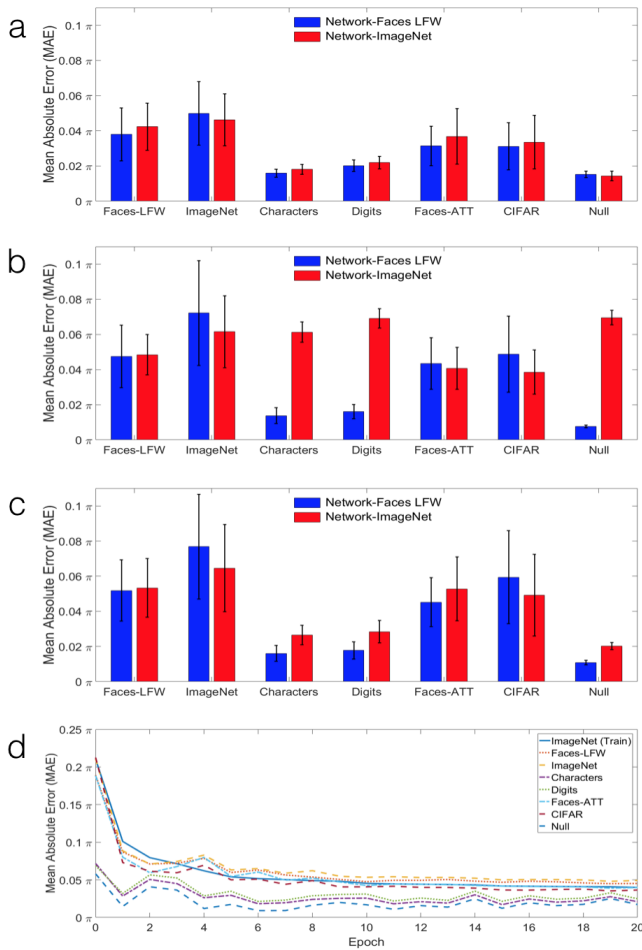 a
Mean Absolute Error (MAE)
0.1 π
0.08 π
0.06 π
0.04 π
0.02 π
0 π
Network-Faces LFW
Network-ImageNet
Faces-LFW ImageNet Characters Digits Faces-ATT CIFAR Null
b
Mean Absolute Error (MAE)
0.1 π
0.08 π
0.06 π
0.04 π
0.02 π
0 π
Network-Faces LFW
Network-ImageNet
Faces-LFW ImageNet Characters Digits Faces-ATT CIFAR Null
c
Mean Absolute Error (MAE)
0.1 π
0.08 π
0.06 π
0.04 π
0.02 π
0 π
Network-Faces LFW
Network-ImageNet
Faces-LFW ImageNet Characters Digits Faces-ATT CIFAR Null
d
Mean Absolute Error (MAE)
0.25 π
0.2 π
0.15 π
0.1 π
0.05 π
0 π
ImageNet (Train)
Faces-LFW
ImageNet
Characters
Digits
Faces-ATT
CIFAR
Null
0 2 4 6 8 10 12 14 16 18 20
Epoch